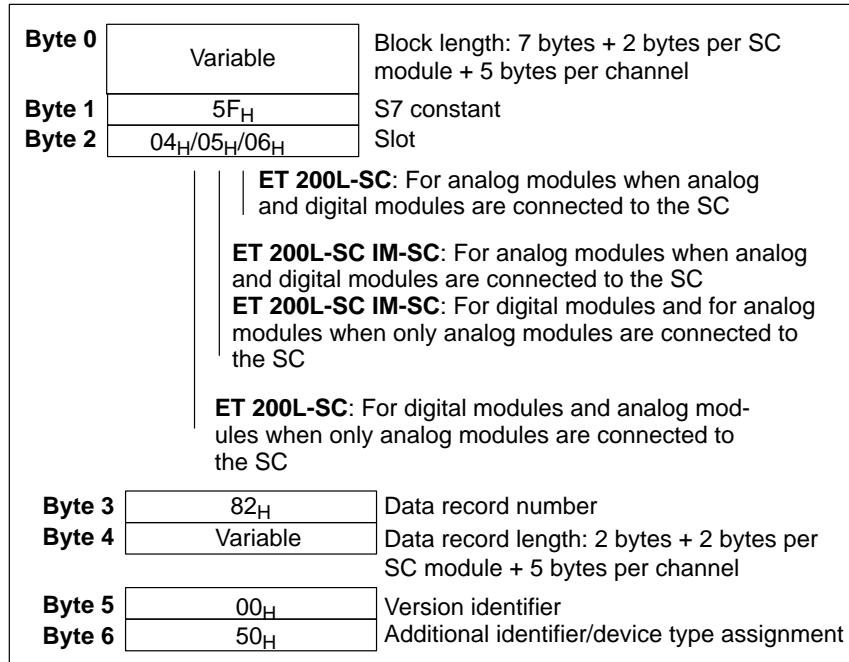 Byte 0 Variable Block length: 7 bytes + 2 bytes per SC
module + 5 bytes per channel
Byte 1 5FH S7 constant
Byte 2 04H/05H/06H Slot
ET 200L-SC: For analog modules when analog
and digital modules are connected to the SC
ET 200L-SC IM-SC: For analog modules when analog
and digital modules are connected to the SC
ET 200L-SC IM-SC: For digital modules and for analog
modules when only analog modules are connected to
the SC
ET 200L-SC: For digital modules and analog mod-
ules when only analog modules are connected to
the SC
Byte 3 82H Data record number
Byte 4 Variable Data record length: 2 bytes + 2 bytes per
SC module + 5 bytes per channel
Byte 5 00H Version identifier
Byte 6 50H Additional identifier/device type assignment